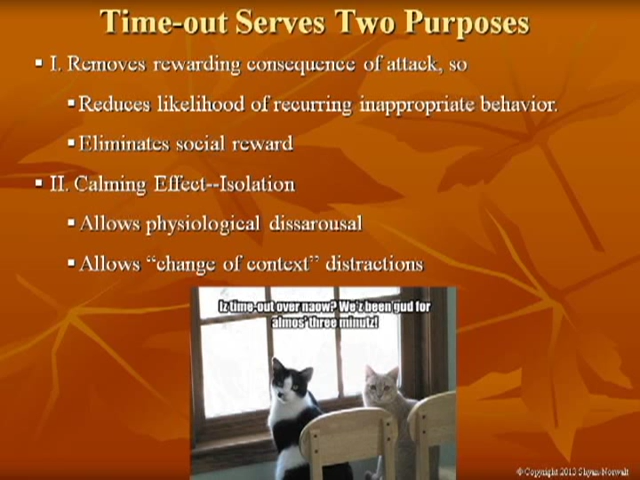 Time-out Serves Two Purposes
I. Removes rewarding consequence of attack, so
Reduces likelihood of recurring inappropriate behavior.
Eliminates social reward
II. Calming Effect--Isolation
Allows physiological dissarousal
Allows “change of context” distractions
Iz time-out over naow? We'z been gud for
almos' three minutz!
© Copyright 2013 Shyan-Norwalt